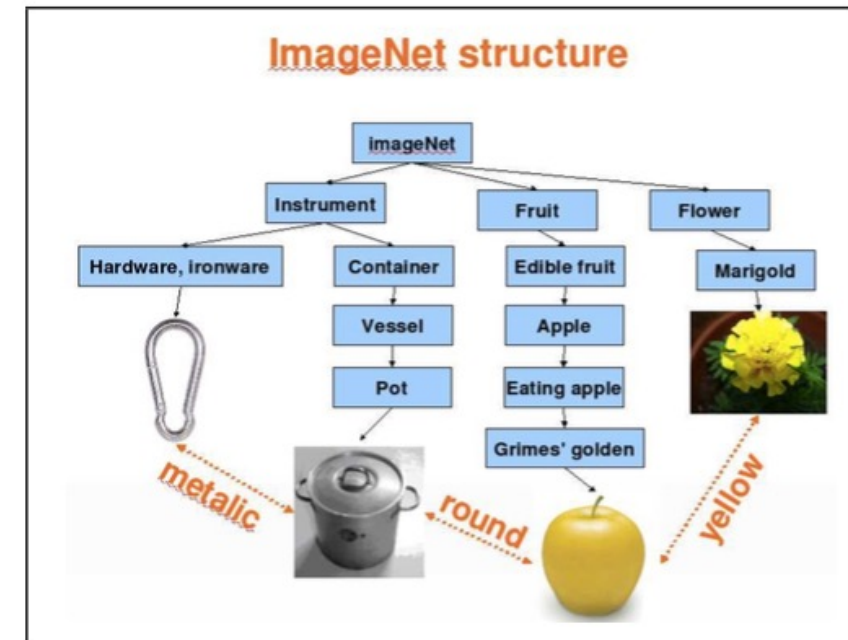 ImageNet structure
imageNet
Instrument
Fruit
Flower
Hardware, ironware
Container
Edible fruit
Marigold
Vessel
Apple
Pot
Eating apple
Grimes' golden
metalic
round
yellow